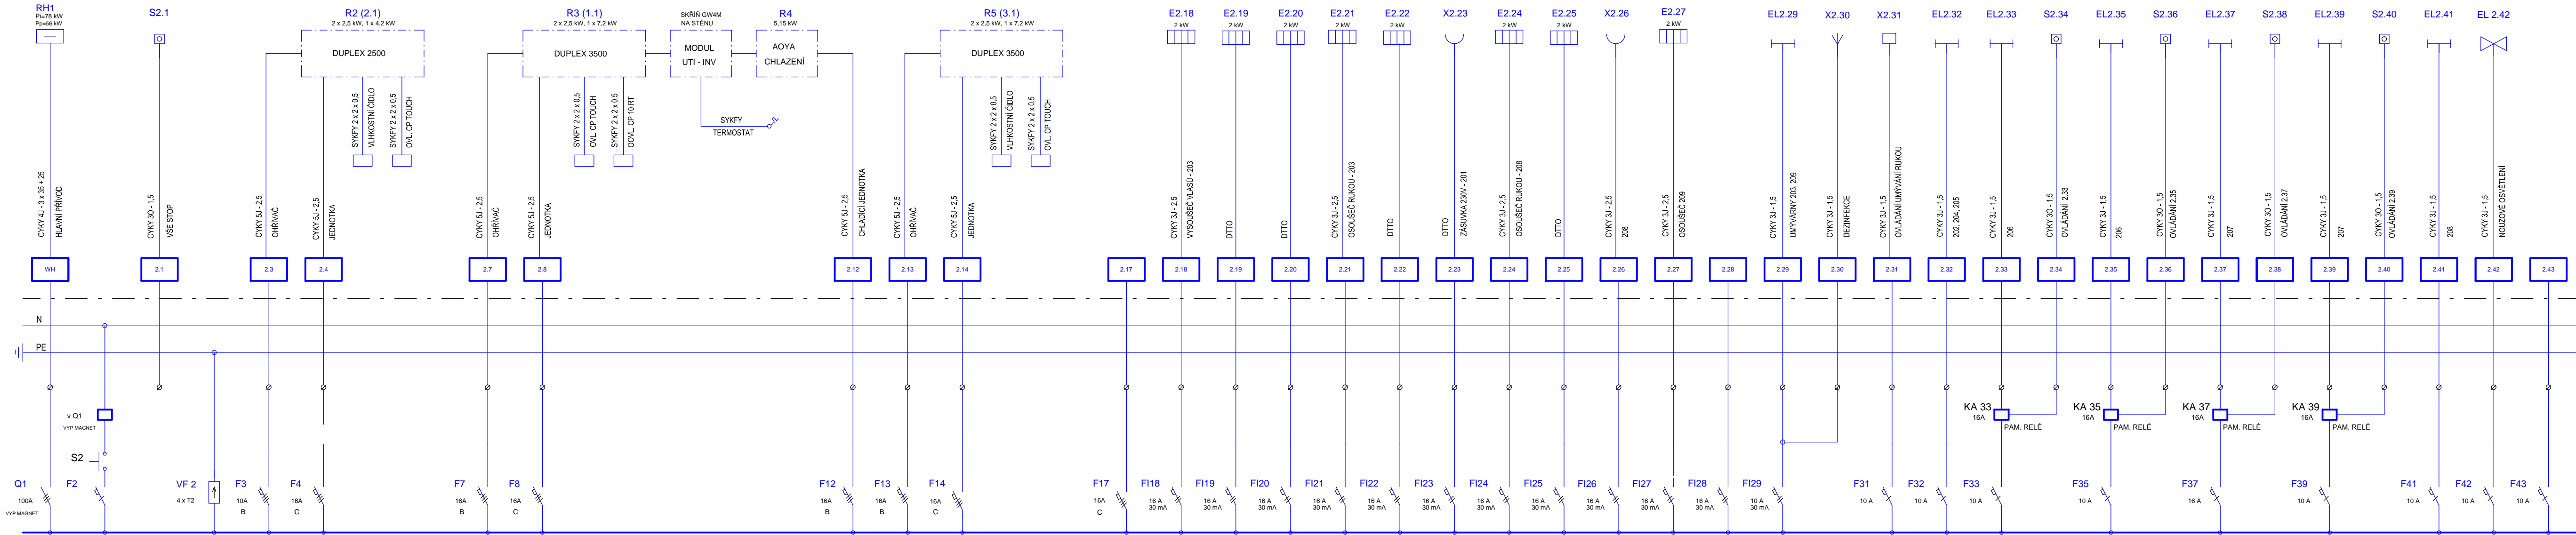 RH1
Pi=78 kW
Pp=56 kW
S2.1
R2 (2.1)
2 x 2,5 kW, 1 x 4,2 kW
DUPLEX 2500
R3 (1.1)
2 x 2,5 kW, 1 x 7,2 kW
DUPLEX 3500
SKŘÍŇ GW4M
NA STĚNU
MODUL
UTI - INV
R4
5,15 kW
AOYA
CHLAZENÍ
R5 (3.1)
2 x 2,5 kW, 1 x 7,2 kW
DUPLEX 3500
E2.18
2 kW
E2.19
2 kW
E2.20
2 kW
E2.21
2 kW
E2.22
2 kW
X2.23
E2.24
2 kW
E2.25
2 kW
X2.26
E2.27
2 kW
EL2.29
X2.30
X2.31
EL2.32
EL2.33
S2.34
EL2.35
S2.36
EL2.37
S2.38
EL2.39
S2.40
EL2.41
EL 2.42
SYKFY 2 x 2 x 0,5
VLHKOSTNÍ ČIDLO
SYKFY 2 x 2 x 0,5
OVL. CP TOUCH
SYKFY 2 x 2 x 0,5
OVL. CP TOUCH
SYKFY 2 x 2 x 0,5
OOVL. CP 10 RT
SYKFY
TERMOSTAT
SYKFY 2 x 2 x 0,5
VLHKOSTNÍ ČIDLO
SYKFY 2 x 2 x 0,5
OVL. CP TOUCH
CYKY 4J - 3 x 35 + 25
HLAVNÍ PŘÍVOD
CYKY 3O - 1,5
VŠE STOP
CYKY 5J - 2,5
OHŘÍVAČ
CYKY 5J - 2,5
JEDNOTKA
CYKY 5J - 2,5
OHŘÍVAČ
CYKY 5J - 2,5
JEDNOTKA
CYKY 5J - 2,5
CHLADÍCÍ JEDNOTKA
CYKY 5J - 2,5
OHŘÍVAČ
CYKY 5J - 2,5
JEDNOTKA
CYKY 3J - 2,5
VYSOUŠEČ VLASŮ - 203
DTTO
DTTO
CYKY 3J - 2,5
OSOUŠEČ RUKOU - 203
DTTO
DTTO
ZÁSUVKA 230V - 201
CYKY 3J - 2,5
OSOUŠEČ RUKOU - 208
DTTO
CYKY 3J - 2,5
208
CYKY 3J - 2,5
OSOUŠEČ 209
CYKY 3J - 1,5
UMÝVÁRNY 203, 209
CYKY 3J - 1,5
DEZINFEKCE
CYKY 3J - 1,5
OVLÁDÁNÍ UMÝVÁNÍ RUKOU
CYKY 3J - 1,5
202, 204, 205
CYKY 3J - 1,5
206
CYKY 3O - 1,5
OVLÁDÁNÍ 2.33
CYKY 3J - 1,5
206
CYKY 3O - 1,5
OVLÁDÁNÍ 2.35
CYKY 3J - 1,5
207
CYKY 3O - 1,5
OVLÁDÁNÍ 2.37
CYKY 3J - 1,5
207
CYKY 3O - 1,5
OVLÁDÁNÍ 2.39
CYKY 3J - 1,5
208
CYKY 3J - 1,5
NOUZOVÉ OSVĚTLENÍ
WH
2.1
2.3
2.4
2.7
2.8
2.12
2.13
2.14
2.17
2.18
2.19
2.20
2.21
2.22
2.23
2.24
2.25
2.26
2.27
2.28
2.29
2.30
2.31
2.32
2.33
2.34
2.35
2.36
2.37
2.38
2.39
2.40
2.41
2.42
2.43
N
PE
v Q1
VYP MAGNET
S2
KA 33
16A
PAM. RELÉ
KA 35
16A
PAM. RELÉ
KA 37
16A
PAM. RELÉ
KA 39
16A
PAM. RELÉ
Q1
100A
VYP MAGNET
F2
VF 2
4 x T2
F3
10A
B
F4
16A
C
F7
16A
B
F8
16A
C
F12
16A
B
F13
16A
B
F14
16A
C
F17
16A
C
FI18
16 A
30 mA
FI19
16 A
30 mA
FI20
16 A
30 mA
FI21
16 A
30 mA
FI22
16 A
30 mA
FI23
16 A
30 mA
FI24
16 A
30 mA
FI25
16 A
30 mA
FI26
16 A
30 mA
FI27
16 A
30 mA
FI28
16 A
30 mA
FI29
10 A
30 mA
F31
10 A
F32
10 A
F33
10 A
F35
10 A
F37
16 A
F39
10 A
F41
10 A
F42
10 A
F43
10 A